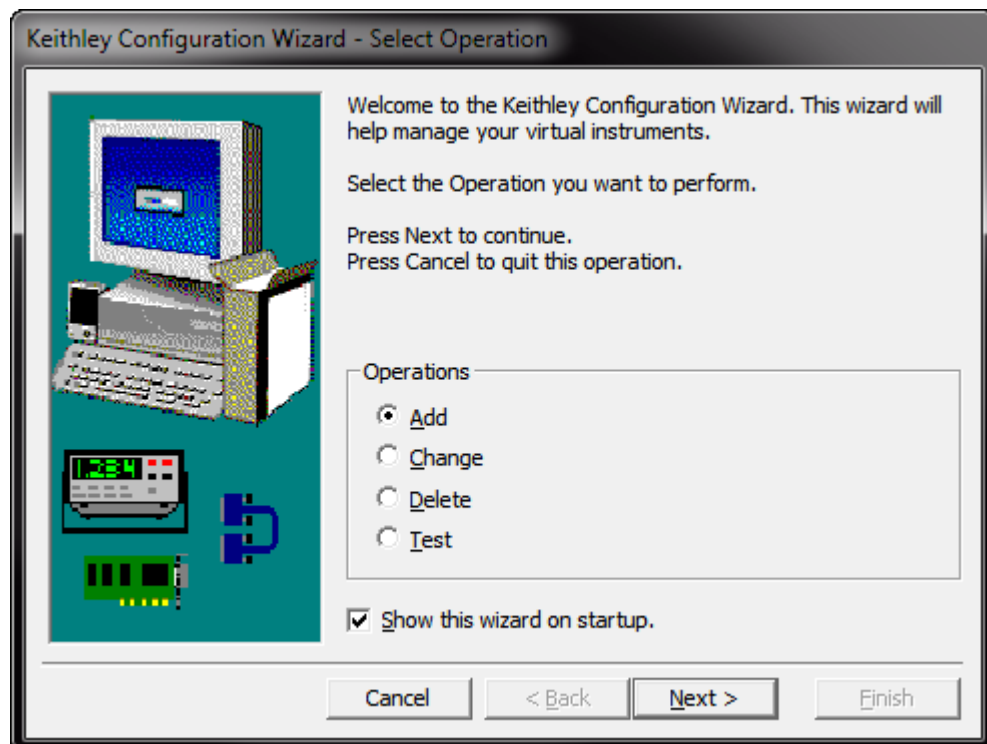 Keithley Configuration Wizard - Select Operation
Welcome to the Keithley Configuration Wizard. This wizard will
help manage your virtual instruments.
Select the Operation you want to perform.
Press Next to continue.
Press Cancel to quit this operation.
1.234
Operations
Add
Change
Delete
Test
Show this wizard on startup.
Cancel
< Back
Next >
Finish